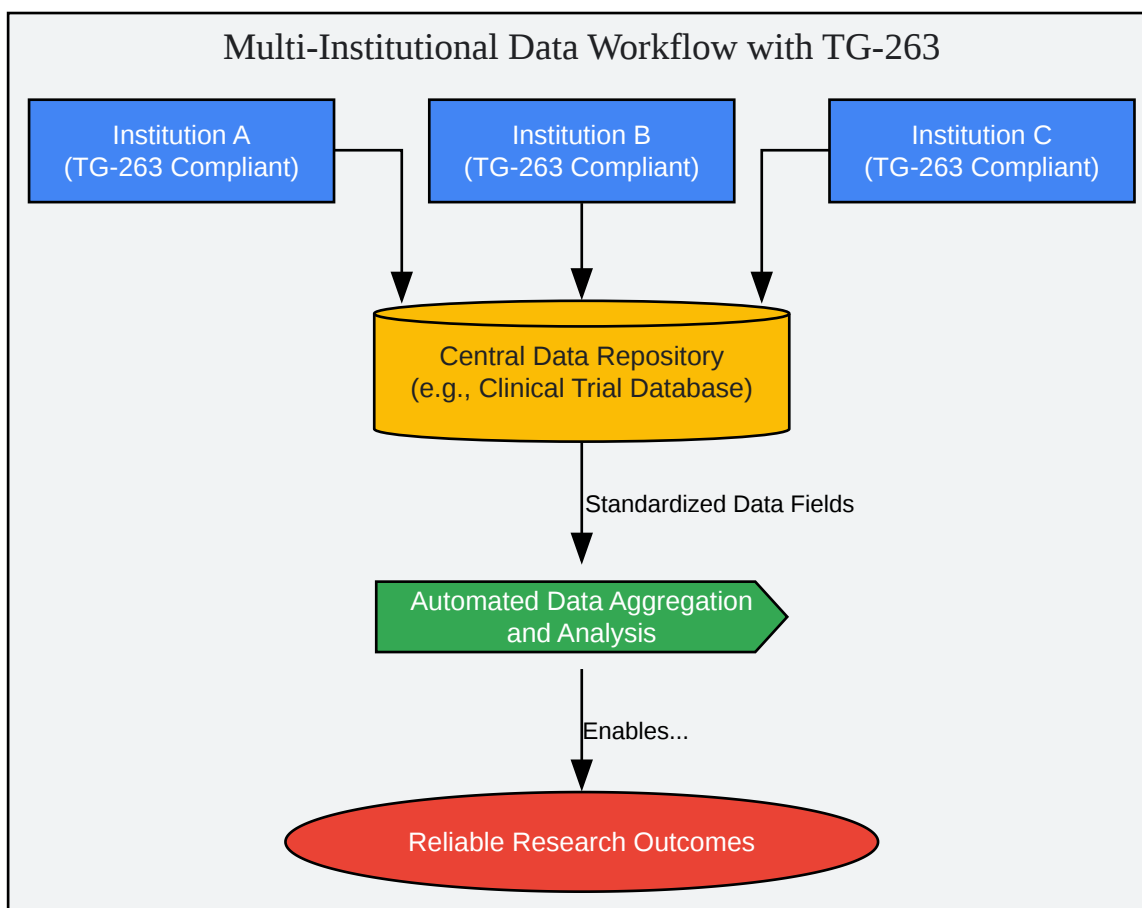 Multi-Institutional Data Workflow with TG-263
Institution A
(TG-263 Compliant)
Institution B
(TG-263 Compliant)
Institution C
(TG-263 Compliant)
Central Data Repository
(e.g., Clinical Trial Database)
Standardized Data Fields
Automated Data Aggregation
and Analysis
Enables...
Reliable Research Outcomes